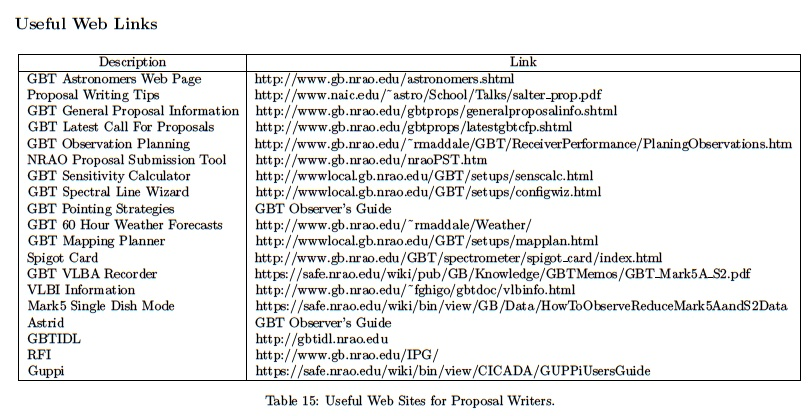 Useful Web Links
Description Link
GBT Astronomers Web Page http://www.gb.nrao.edu/astronomers.shtml
Proposal Writing Tips http://www.naic.edu/~astro/School/Talks/salter_prop.pdf
GBT General Proposal Information http://www.gb.nrao.edu/gbtprops/generalproposalinfo.shtml
GBT Latest Call For Proposals http://www.gb.nrao.edu/gbtprops/latestgbtcfp.shtml
GBT Observation Planning http://www.gb.nrao.edu/~rmaddale/GBT/ReceiverPerformance/PlaningObservations.htm
NRAO Proposal Submission Tool http://www.gb.nrao.edu/nraoPST.htm
GBT Sensitivity Calculator http://wwwlocal.gb.nrao.edu/GBT/setups/senscalc.html
GBT Spectral Line Wizard http://wwwlocal.gb.nrao.edu/GBT/setups/configwiz.html
GBT Pointing Strategies GBT Observer's Guide
GBT 60 Hour Weather Forecasts http://www.gb.nrao.edu/~rmaddale/Weather/
GBT Mapping Planner http://wwwlocal.gb.nrao.edu/GBT/setups/mapplan.html
Spigot Card http://www.gb.nrao.edu/GBT/spectrometer/spigot_card/index.html
GBT VLBA Recorder https://safe.nrao.edu/wiki/pub/GB/Knowledge/GBTMemos/GBT_Mark5A_S2.pdf
VLBI Information http://www.gb.nrao.edu/~fghigo/gbtdoc/vlbinfo.html
Mark5 Single Dish Mode https://safe.nrao.edu/wiki/bin/view/GB/Data/HowToObserveReduceMark5AandS2Data
Astrid GBT Observer's Guide
GBTIDL http://gbtidl.nrao.edu
RFI http://www.gb.nrao.edu/IPG/
Guppi https://safe.nrao.edu/wiki/bin/view/CICADA/GUPPiUsersGuide
Table 15: Useful Web Sites for Proposal Writers.